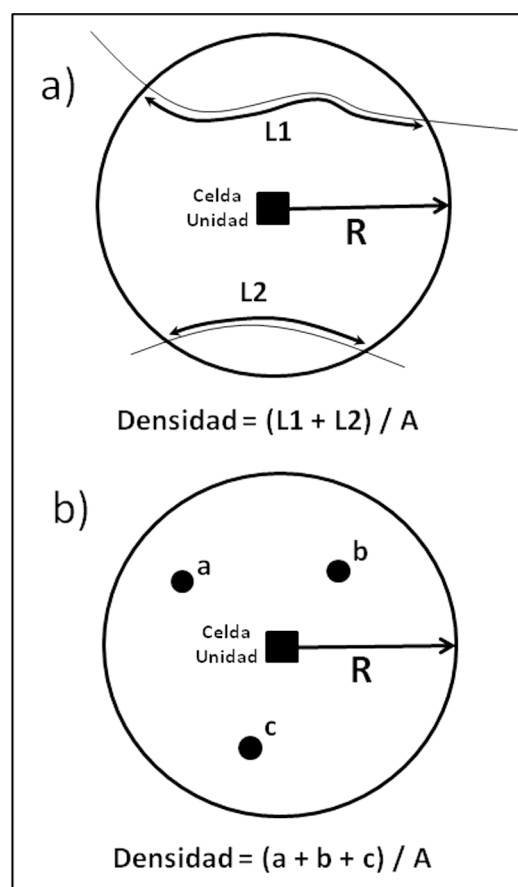 a)
L1
Celda
Unidad
R
L2
Densidad = (L1 + L2) / A
b)
a
b
Celda
Unidad
R
c
Densidad = (a + b + c) / A